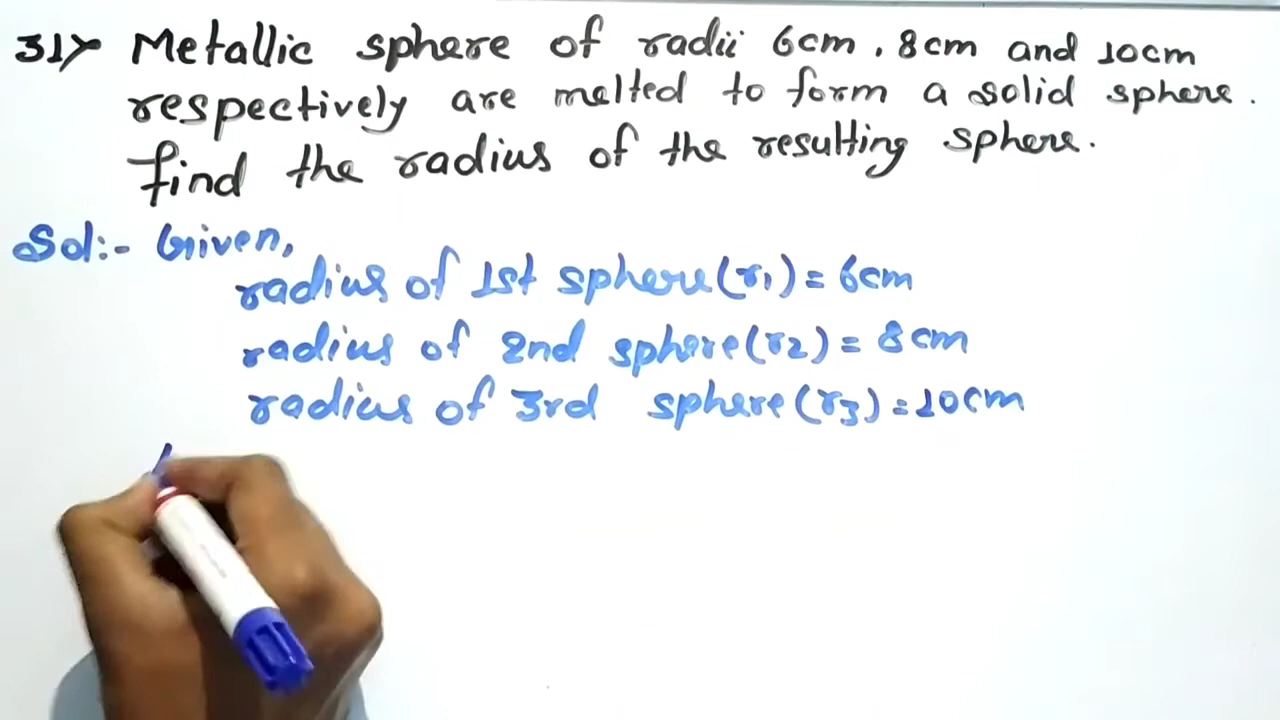 31> Metallic sphere of radii 6cm, 8cm and 10cm
respectively are melted to form a solid sphere.
find the radius of the resulting sphere.
Sol:- Given,
radius of 1st sphere(r1) = 6cm
radius of 2nd sphere(r2) = 8cm
radius of 3rd sphere(r3) = 10cm